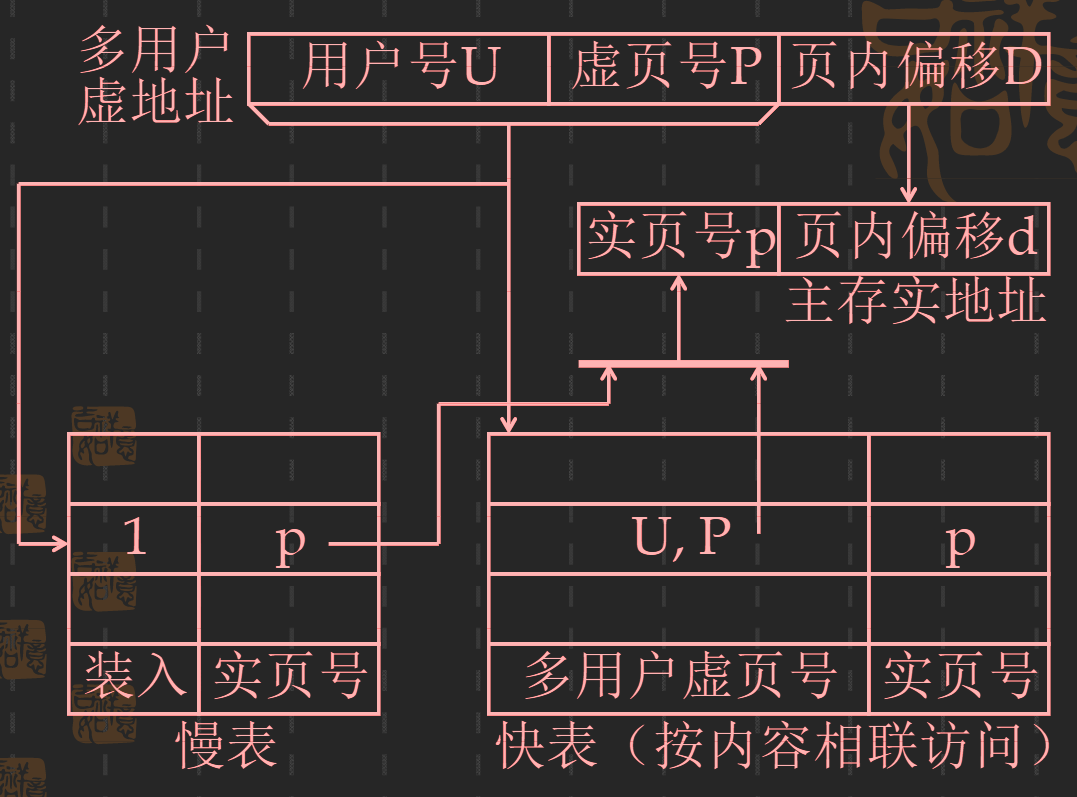 多用户
虚地址
用户号U 虚页号P 页内偏移D
实页号p 页内偏移d
主存实地址
1 p
U, P p
装入 实页号
多用户虚页号 实页号
慢表
快表（按内容相联访问）